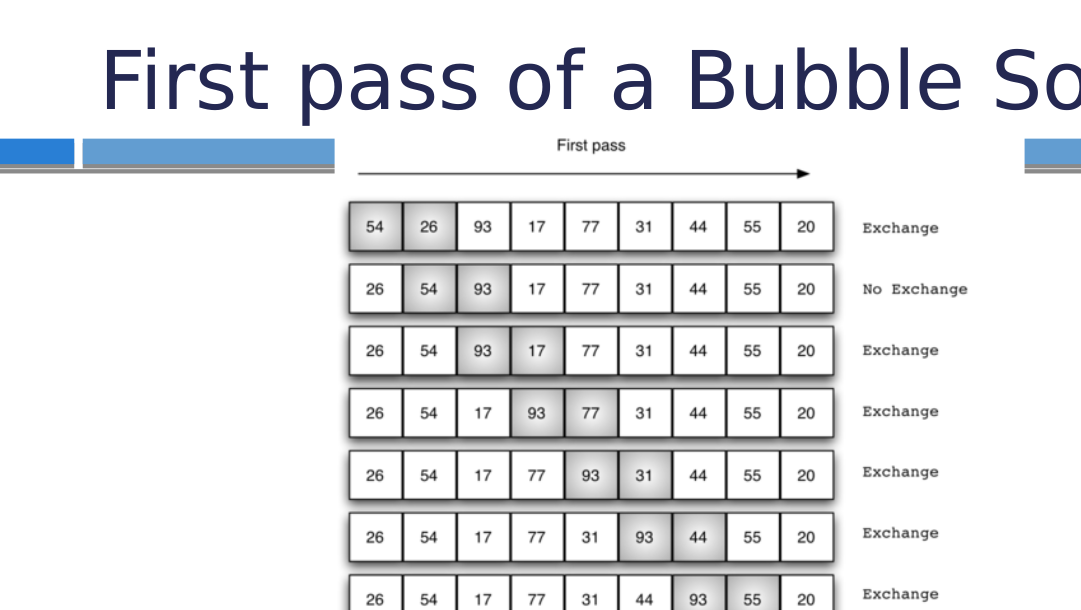 First pass of a Bubble So
First pass
54 26 93 17 77 31 44 55 20 Exchange
26 54 93 17 77 31 44 55 20 No Exchange
26 54 93 17 77 31 44 55 20 Exchange
26 54 17 93 77 31 44 55 20 Exchange
26 54 17 77 93 31 44 55 20 Exchange
26 54 17 77 31 93 44 55 20 Exchange
26 54 17 77 31 44 93 55 20 Exchange